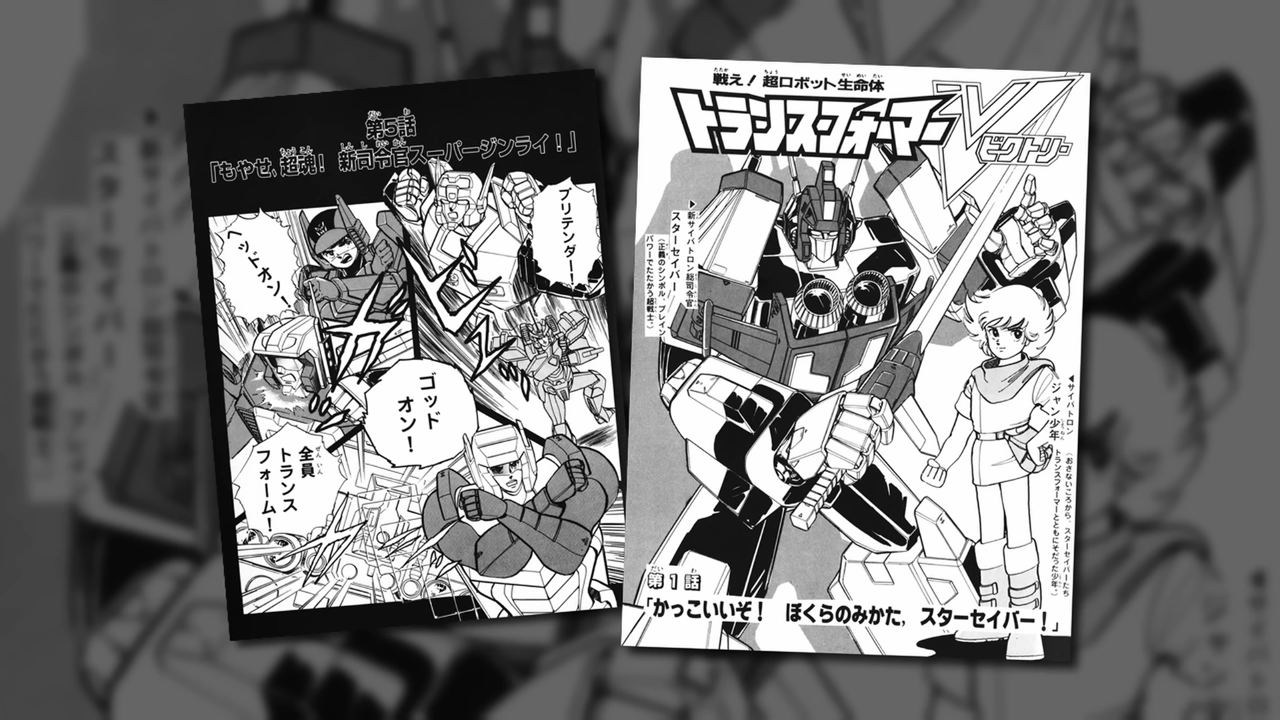 第5話
「もやせ、超魂！ 新司令官スーパージンライ！」
ヘッドオン！
プリテンダー！
ガッ
ビシュ
ゴッド
オン！
全員
トランス
フォーム！
戦え！超ロボット生命体
トランスフォーマーV
ビクトリー
▶新サイバトロン総司令官
スターセイバー
（正義のシンボル、ブレイン
パワーでたたかう超戦士。）
◀サイバトロン
ジャン少年
（おさないころから、スターセイバーたち
トランスフォーマーとともにそだった少年。）
第1話
「かっこいいぞ！ ぼくらのみかた，スターセイバー！」